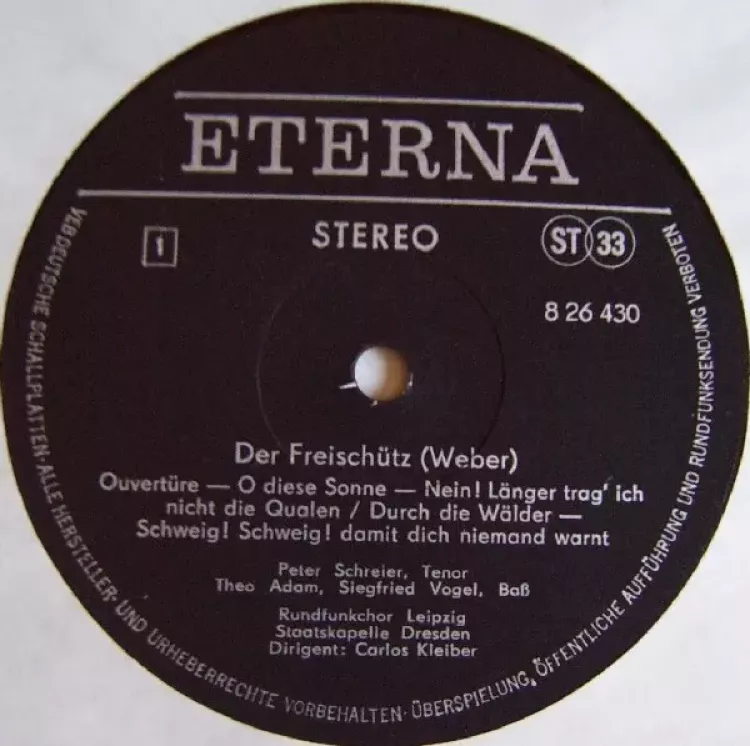 ETERNA
1
STEREO
ST 33
8 26 430
Der Freischütz (Weber)
Ouvertüre — O diese Sonne — Nein! Länger trag' ich
nicht die Qualen / Durch die Wälder —
Schweig! Schweig! damit dich niemand warnt
Peter Schreier, Tenor
Theo Adam, Siegfried Vogel, Baß
Rundfunkchor Leipzig
Staatskapelle Dresden
Dirigent: Carlos Kleiber
VEB DEUTSCHE SCHALLPLATTEN · ALLE HERSTELLER- UND URHEBERRECHTE VORBEHALTEN · ÜBERSPIELUNG, ÖFFENTLICHE AUFFÜHRUNG UND RUNDFUNKSENDUNG VERBOTEN